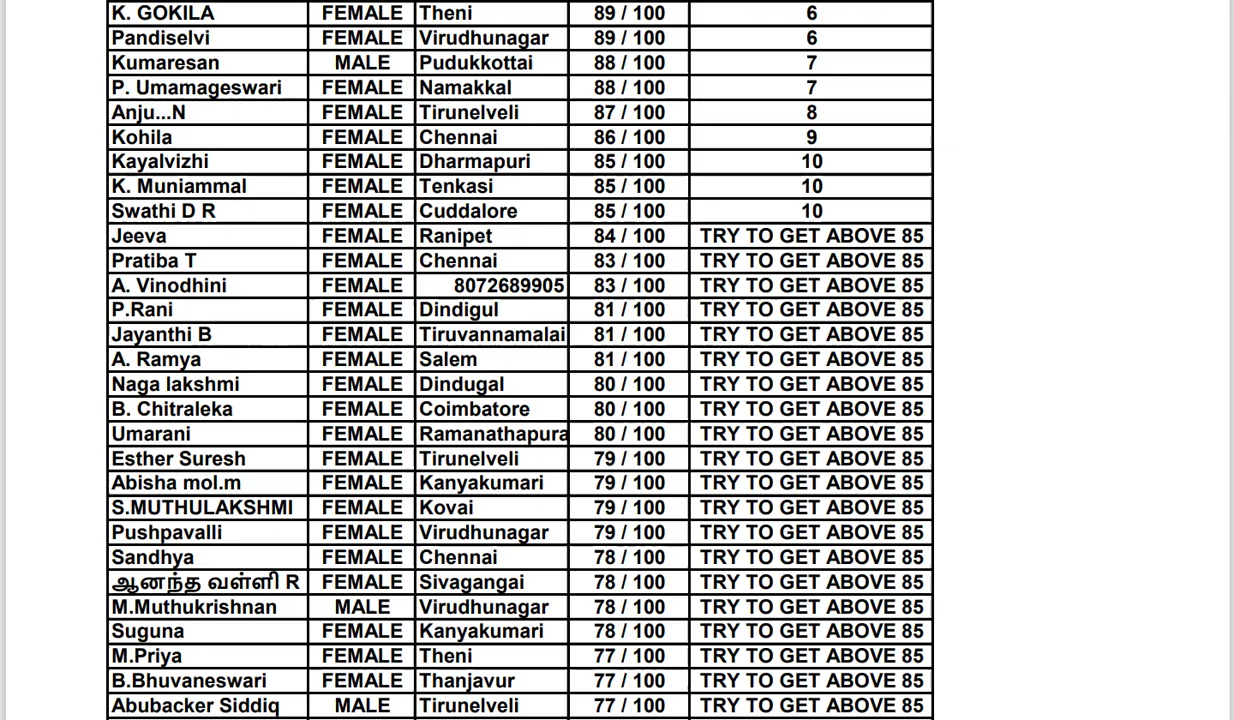 K. GOKILA FEMALE Theni 89 / 100 6
Pandiselvi FEMALE Virudhunagar 89 / 100 6
Kumaresan MALE Pudukkottai 88 / 100 7
P. Umamageswari FEMALE Namakkal 88 / 100 7
Anju...N FEMALE Tirunelveli 87 / 100 8
Kohila FEMALE Chennai 86 / 100 9
Kayalvizhi FEMALE Dharmapuri 85 / 100 10
K. Muniammal FEMALE Tenkasi 85 / 100 10
Swathi D R FEMALE Cuddalore 85 / 100 10
Jeeva FEMALE Ranipet 84 / 100 TRY TO GET ABOVE 85
Pratiba T FEMALE Chennai 83 / 100 TRY TO GET ABOVE 85
A. Vinodhini FEMALE 8072689905 83 / 100 TRY TO GET ABOVE 85
P.Rani FEMALE Dindigul 81 / 100 TRY TO GET ABOVE 85
Jayanthi B FEMALE Tiruvannamalai 81 / 100 TRY TO GET ABOVE 85
A. Ramya FEMALE Salem 81 / 100 TRY TO GET ABOVE 85
Naga lakshmi FEMALE Dindugal 80 / 100 TRY TO GET ABOVE 85
B. Chitraleka FEMALE Coimbatore 80 / 100 TRY TO GET ABOVE 85
Umarani FEMALE Ramanathapura 80 / 100 TRY TO GET ABOVE 85
Esther Suresh FEMALE Tirunelveli 79 / 100 TRY TO GET ABOVE 85
Abisha mol.m FEMALE Kanyakumari 79 / 100 TRY TO GET ABOVE 85
S.MUTHULAKSHMI FEMALE Kovai 79 / 100 TRY TO GET ABOVE 85
Pushpavalli FEMALE Virudhunagar 79 / 100 TRY TO GET ABOVE 85
Sandhya FEMALE Chennai 78 / 100 TRY TO GET ABOVE 85
ஆனந்த வள்ளி R FEMALE Sivagangai 78 / 100 TRY TO GET ABOVE 85
M.Muthukrishnan MALE Virudhunagar 78 / 100 TRY TO GET ABOVE 85
Suguna FEMALE Kanyakumari 78 / 100 TRY TO GET ABOVE 85
M.Priya FEMALE Theni 77 / 100 TRY TO GET ABOVE 85
B.Bhuvaneswari FEMALE Thanjavur 77 / 100 TRY TO GET ABOVE 85
Abubacker Siddiq MALE Tirunelveli 77 / 100 TRY TO GET ABOVE 85